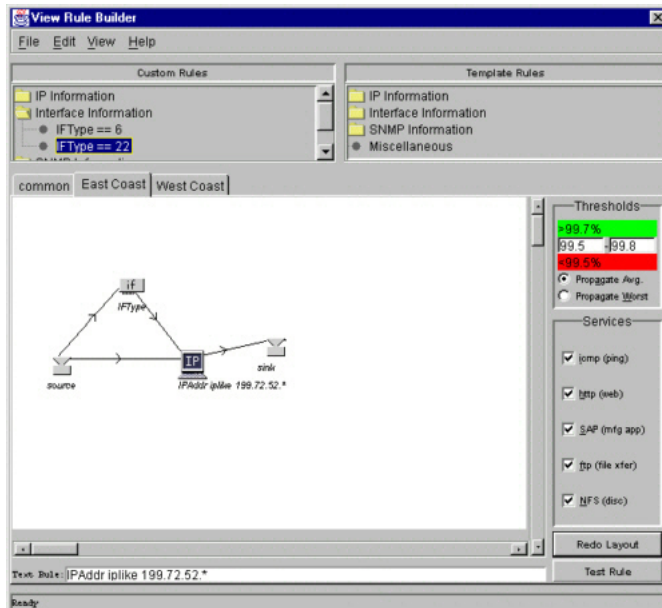 View Rule Builder
File Edit View Help
Custom Rules
IP Information
Interface Information
IFType == 6
IFType == 22
SNMP Information
Template Rules
IP Information
Interface Information
SNMP Information
Miscellaneous
common East Coast West Coast
if
IFType
source
IP
IPAddr iplike 199.72.52.*
sink
Thresholds
>99.7%
99.5 - 99.8
<99.5%
Propagate Avg.
Propagate Worst
Services
icmp (ping)
http (web)
SAP (mfg app)
ftp (file xfer)
NFS (disc)
Redo Layout
Text Rule: IPAddr iplike 199.72.52.*
Test Rule
Ready